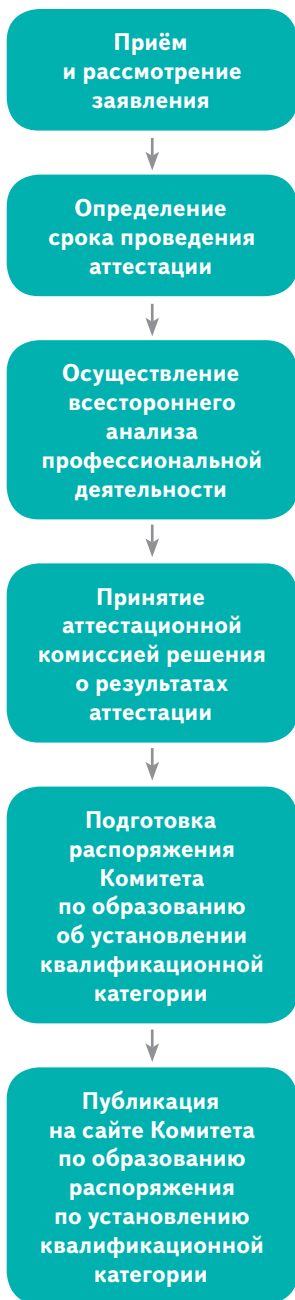 Приём
и рассмотрение
заявления
Определение
срока проведения
аттестации
Осуществление
всестороннего
анализа
профессиональной
деятельности
Принятие
аттестационной
комиссией решения
о результатах
аттестации
Подготовка
распоряжения
Комитета
по образованию
об установлении
квалификационной
категории
Публикация
на сайте Комитета
по образованию
распоряжения
по установлению
квалификационной
категории